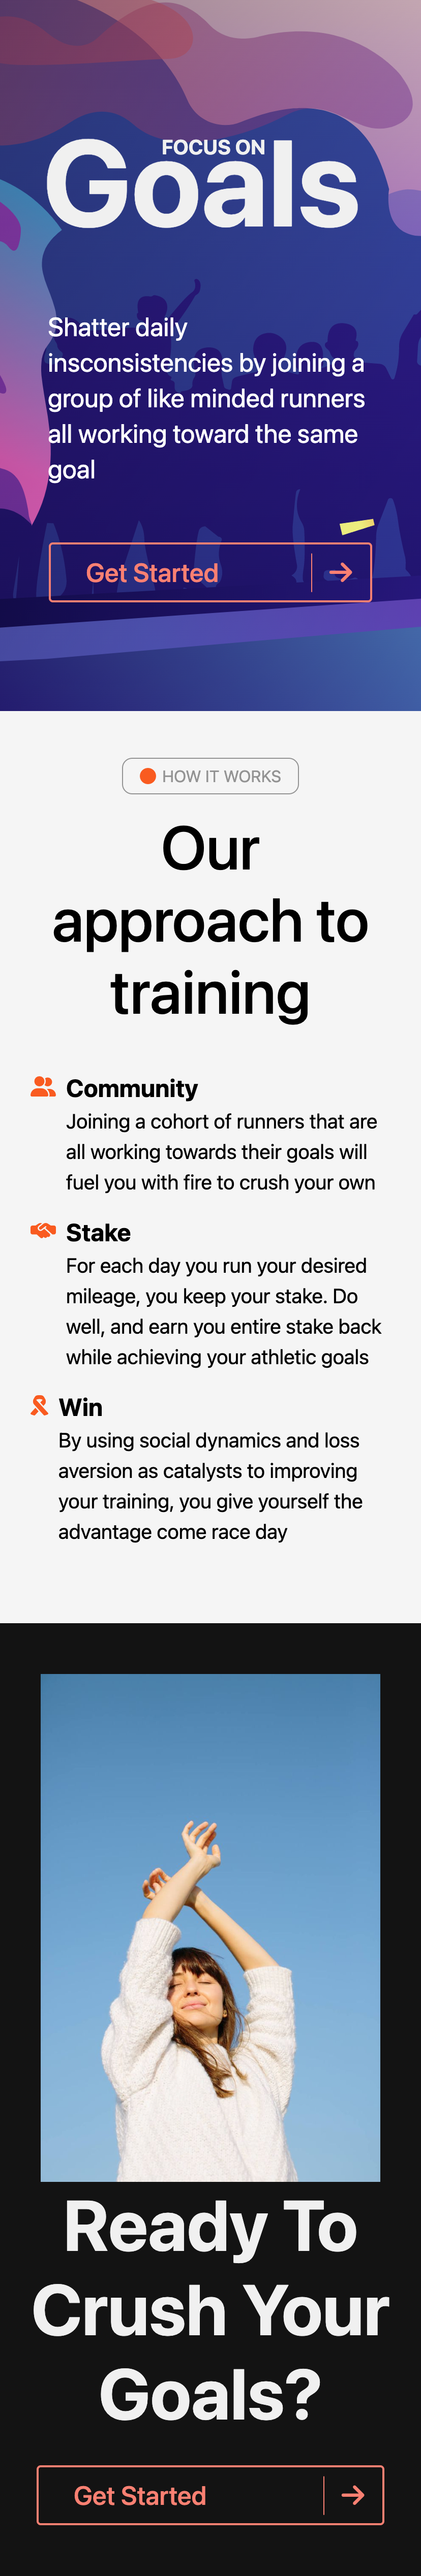 FOCUS ON
Goals
Shatter daily
insconsistencies by joining a
group of like minded runners
all working toward the same
goal
Get Started
HOW IT WORKS
Our
approach to
training
Community
Joining a cohort of runners that are
all working towards their goals will
fuel you with fire to crush your own
Stake
For each day you run your desired
mileage, you keep your stake. Do
well, and earn you entire stake back
while achieving your athletic goals
Win
By using social dynamics and loss
aversion as catalysts to improving
your training, you give yourself the
advantage come race day
Ready To
Crush Your
Goals?
Get Started